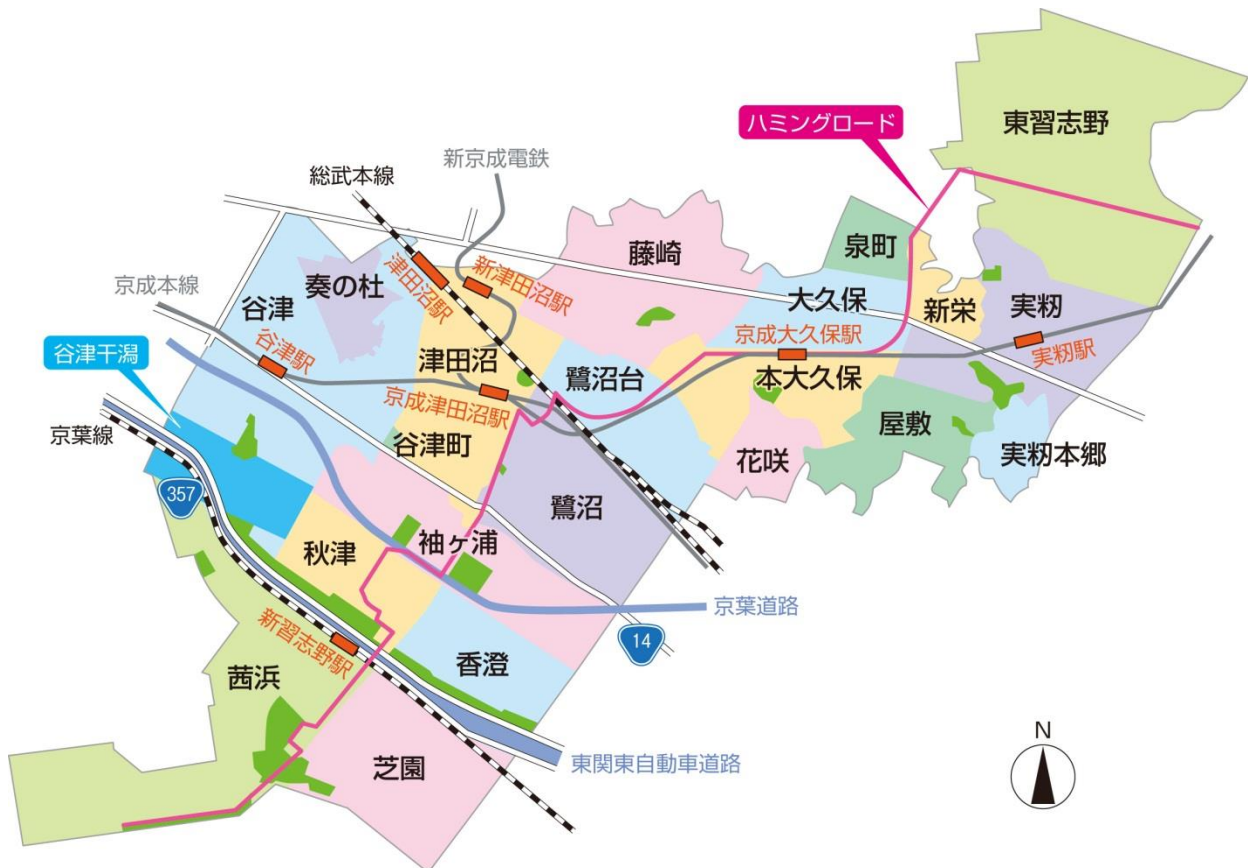 東習志野
ハミングロード
新京成電鉄
総武本線
泉町
藤崎
奏の杜
津田沼駅
新津田沼駅
京成本線
谷津
大久保
新栄
実籾
京成大久保駅
実籾駅
谷津干潟
谷津駅
津田沼
鷺沼台
本大久保
京成津田沼駅
屋敷
京葉線
谷津町
花咲
実籾本郷
357
鷺沼
秋津
袖ヶ浦
京葉道路
14
新習志野駅
香澄
茜浜
N
芝園
東関東自動車道路